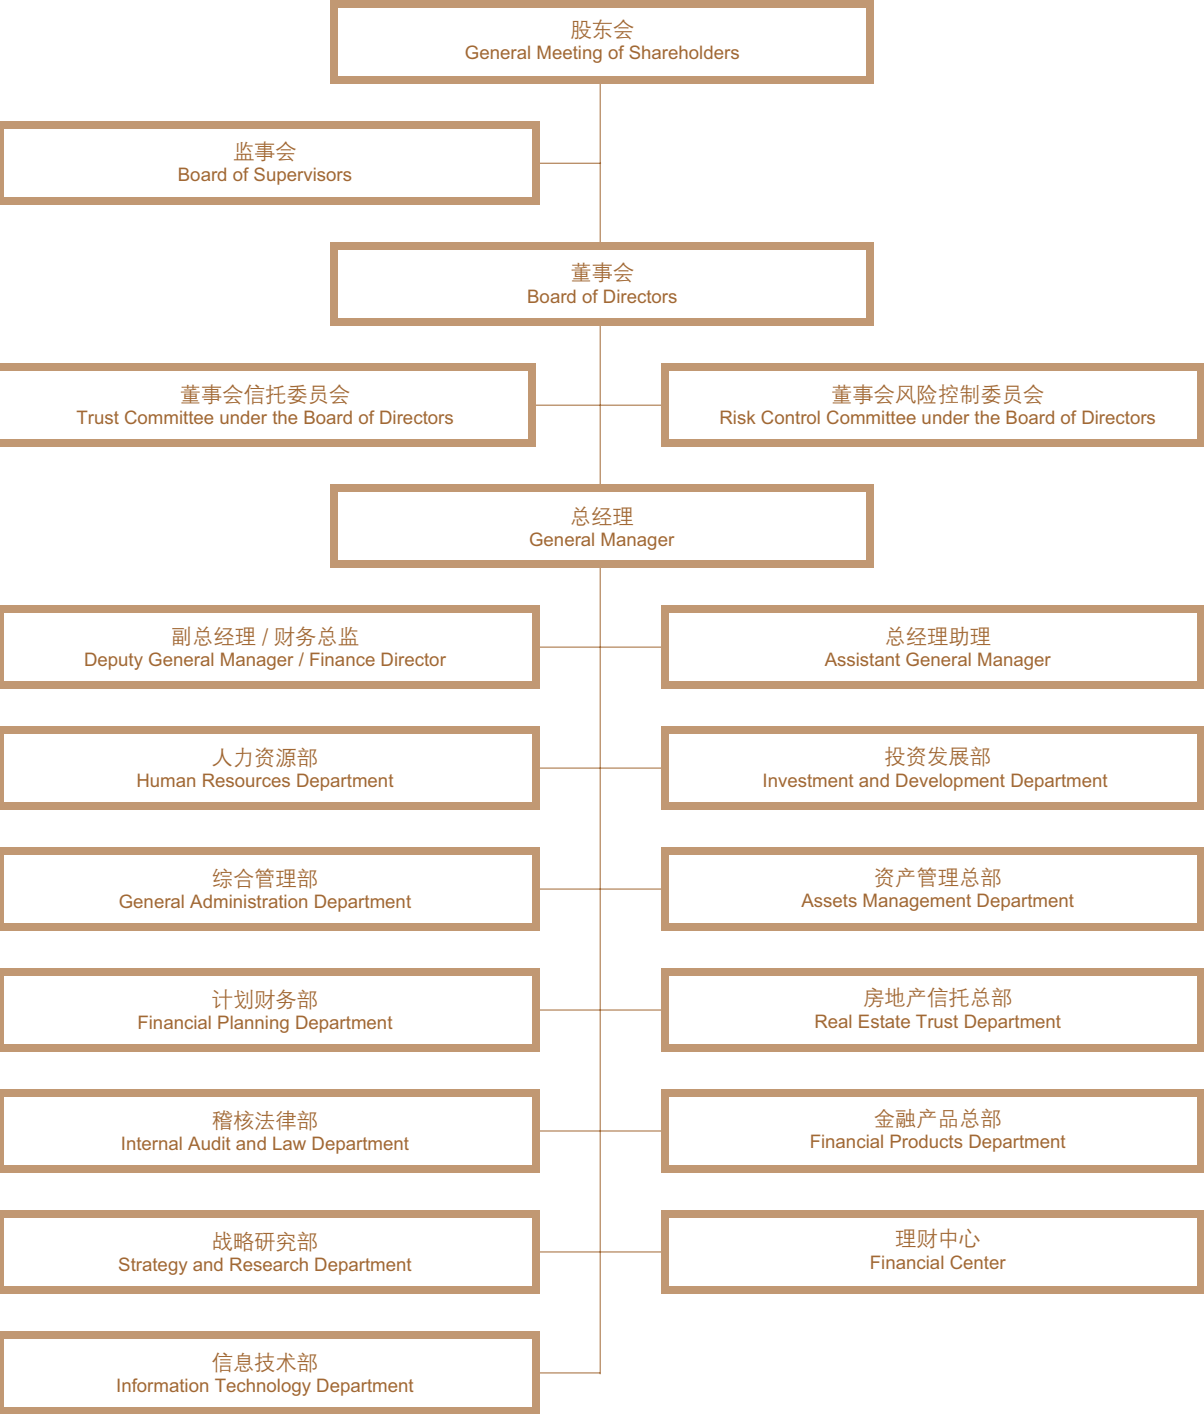 股东会
General Meeting of Shareholders
监事会
Board of Supervisors
董事会
Board of Directors
董事会信托委员会
Trust Committee under the Board of Directors
董事会风险控制委员会
Risk Control Committee under the Board of Directors
总经理
General Manager
副总经理 / 财务总监
Deputy General Manager / Finance Director
总经理助理
Assistant General Manager
人力资源部
Human Resources Department
投资发展部
Investment and Development Department
综合管理部
General Administration Department
资产管理总部
Assets Management Department
计划财务部
Financial Planning Department
房地产信托总部
Real Estate Trust Department
稽核法律部
Internal Audit and Law Department
金融产品总部
Financial Products Department
战略研究部
Strategy and Research Department
理财中心
Financial Center
信息技术部
Information Technology Department